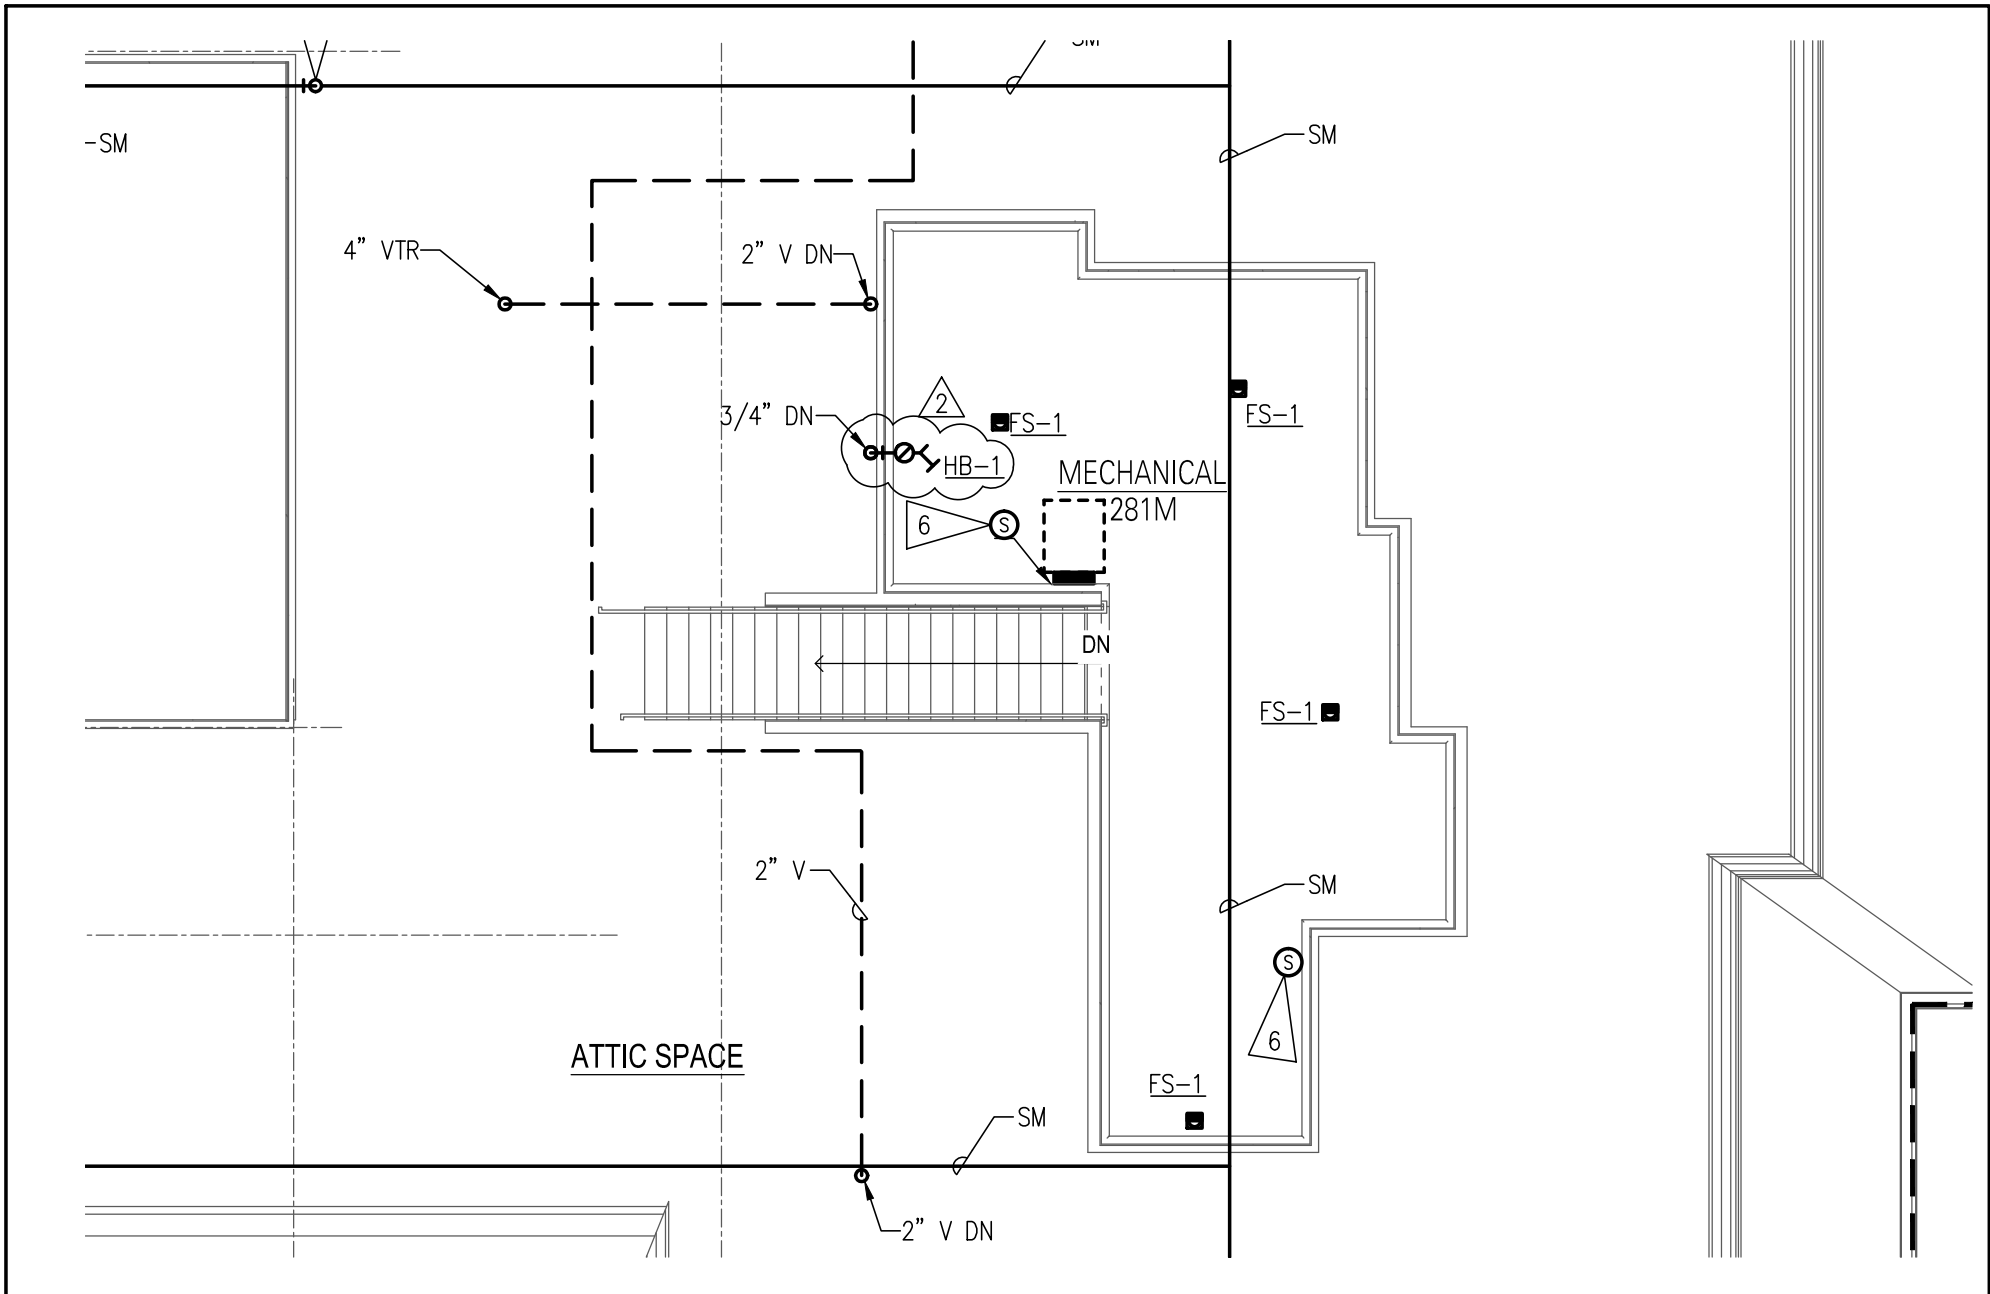 SM
SM
-SM
4" VTR
2" V DN
2
3/4" DN
FS-1
FS-1
HB-1
MECHANICAL
281M
6
S
DN
FS-1
2" V
SM
S
6
ATTIC SPACE
FS-1
SM
2" V DN